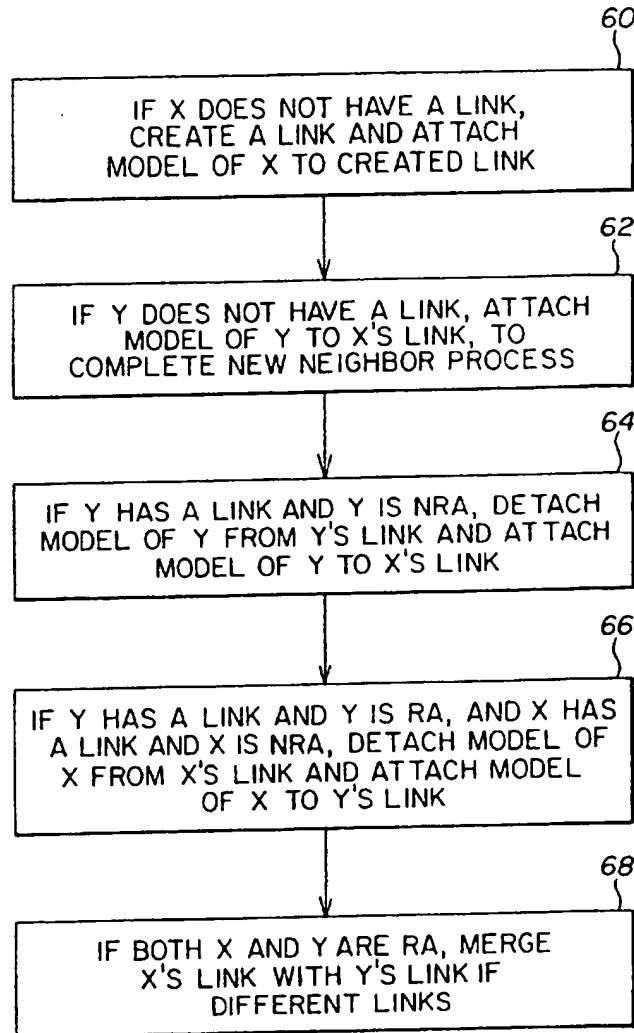 60
IF X DOES NOT HAVE A LINK,
CREATE A LINK AND ATTACH
MODEL OF X TO CREATED LINK
62
IF Y DOES NOT HAVE A LINK, ATTACH
MODEL OF Y TO X'S LINK, TO
COMPLETE NEW NEIGHBOR PROCESS
64
IF Y HAS A LINK AND Y IS NRA, DETACH
MODEL OF Y FROM Y'S LINK AND ATTACH
MODEL OF Y TO X'S LINK
66
IF Y HAS A LINK AND Y IS RA, AND X HAS
A LINK AND X IS NRA, DETACH MODEL OF
X FROM X'S LINK AND ATTACH MODEL
OF X TO Y'S LINK
68
IF BOTH X AND Y ARE RA, MERGE
X'S LINK WITH Y'S LINK IF
DIFFERENT LINKS